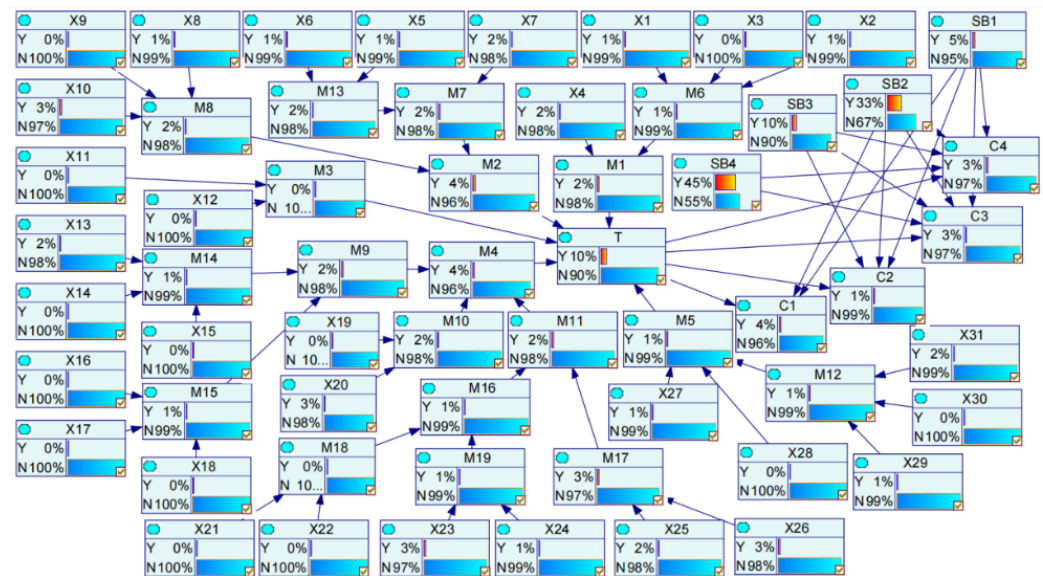 X9
Y 0%
N100%
X8
Y 1%
N99%
X6
Y 1%
N99%
X5
Y 1%
N99%
X7
Y 2%
N98%
X1
Y 1%
N99%
X3
Y 0%
N100%
X2
Y 1%
N99%
SB1
Y 5%
N95%
X10
Y 3%
N97%
M8
Y 2%
N98%
M13
Y 2%
N98%
M7
Y 2%
N98%
X4
Y 2%
N98%
M6
Y 1%
N99%
SB3
Y10%
N90%
SB2
Y33%
N67%
C4
Y 3%
N97%
X11
Y 0%
N100%
M3
Y 0%
N 10...
M2
Y 4%
N96%
M1
Y 2%
N98%
SB4
Y45%
N55%
C3
Y 3%
N97%
X12
Y 0%
N100%
X13
Y 2%
N98%
M14
Y 1%
N99%
M9
Y 2%
N98%
M4
Y 4%
N96%
T
Y10%
N90%
C2
Y 1%
N99%
C1
Y 4%
N96%
X14
Y 0%
N100%
X15
Y 0%
N100%
X19
Y 0%
N 10...
M10
Y 2%
N98%
M11
Y 2%
N98%
M5
Y 1%
N99%
X31
Y 2%
N99%
X16
Y 0%
N100%
M15
Y 1%
N99%
X20
Y 3%
N98%
M16
Y 1%
N99%
X27
Y 1%
N99%
M12
Y 1%
N99%
X30
Y 0%
N100%
X17
Y 0%
N100%
X18
Y 0%
N100%
M18
Y 0%
N 10...
M19
Y 1%
N99%
M17
Y 3%
N97%
X28
Y 0%
N100%
X29
Y 1%
N99%
X21
Y 0%
N100%
X22
Y 0%
N100%
X23
Y 3%
N97%
X24
Y 1%
N99%
X25
Y 2%
N98%
X26
Y 3%
N98%